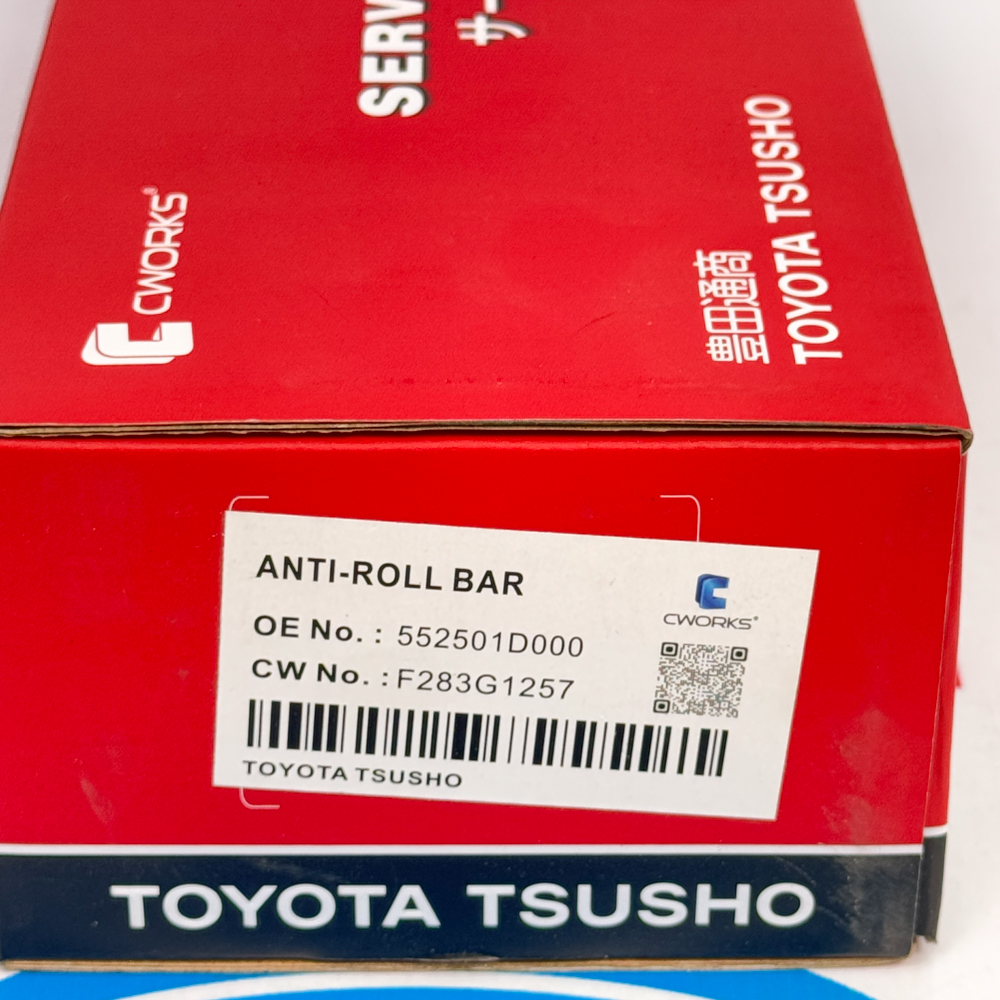 SERV
サー
CWORKS
豊田通商
TOYOTA TSUSHO
ANTI-ROLL BAR
CWORKS®
OE No. : 552501D000
CW No. : F283G1257
TOYOTA TSUSHO
TOYOTA TSUSHO